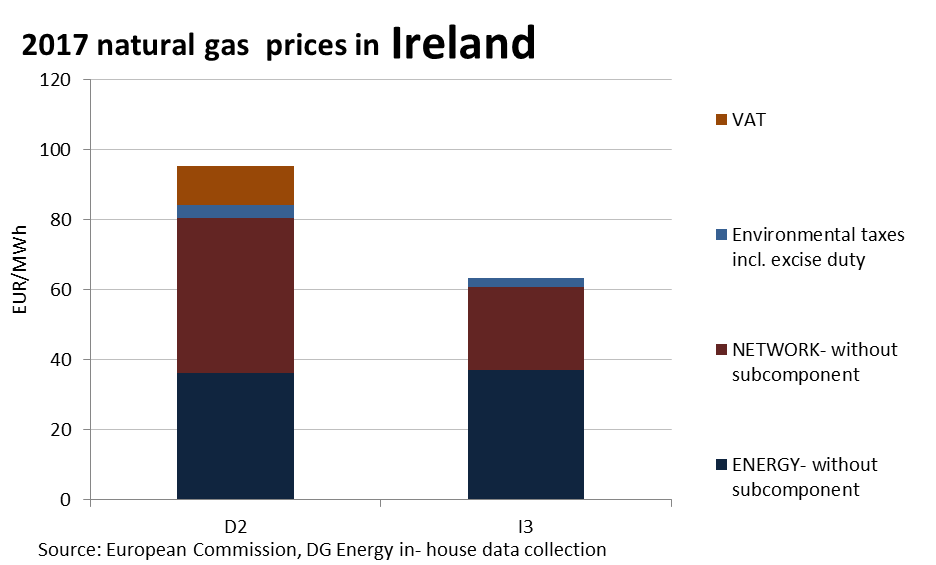 2017 natural gas  prices in Ireland
120
100
80
60
40
20
0
EUR/MWh
D2
I3
VAT
Environmental taxes
incl. excise duty
NETWORK- without
subcomponent
ENERGY- without
subcomponent
Source: European Commission, DG Energy in- house data collection